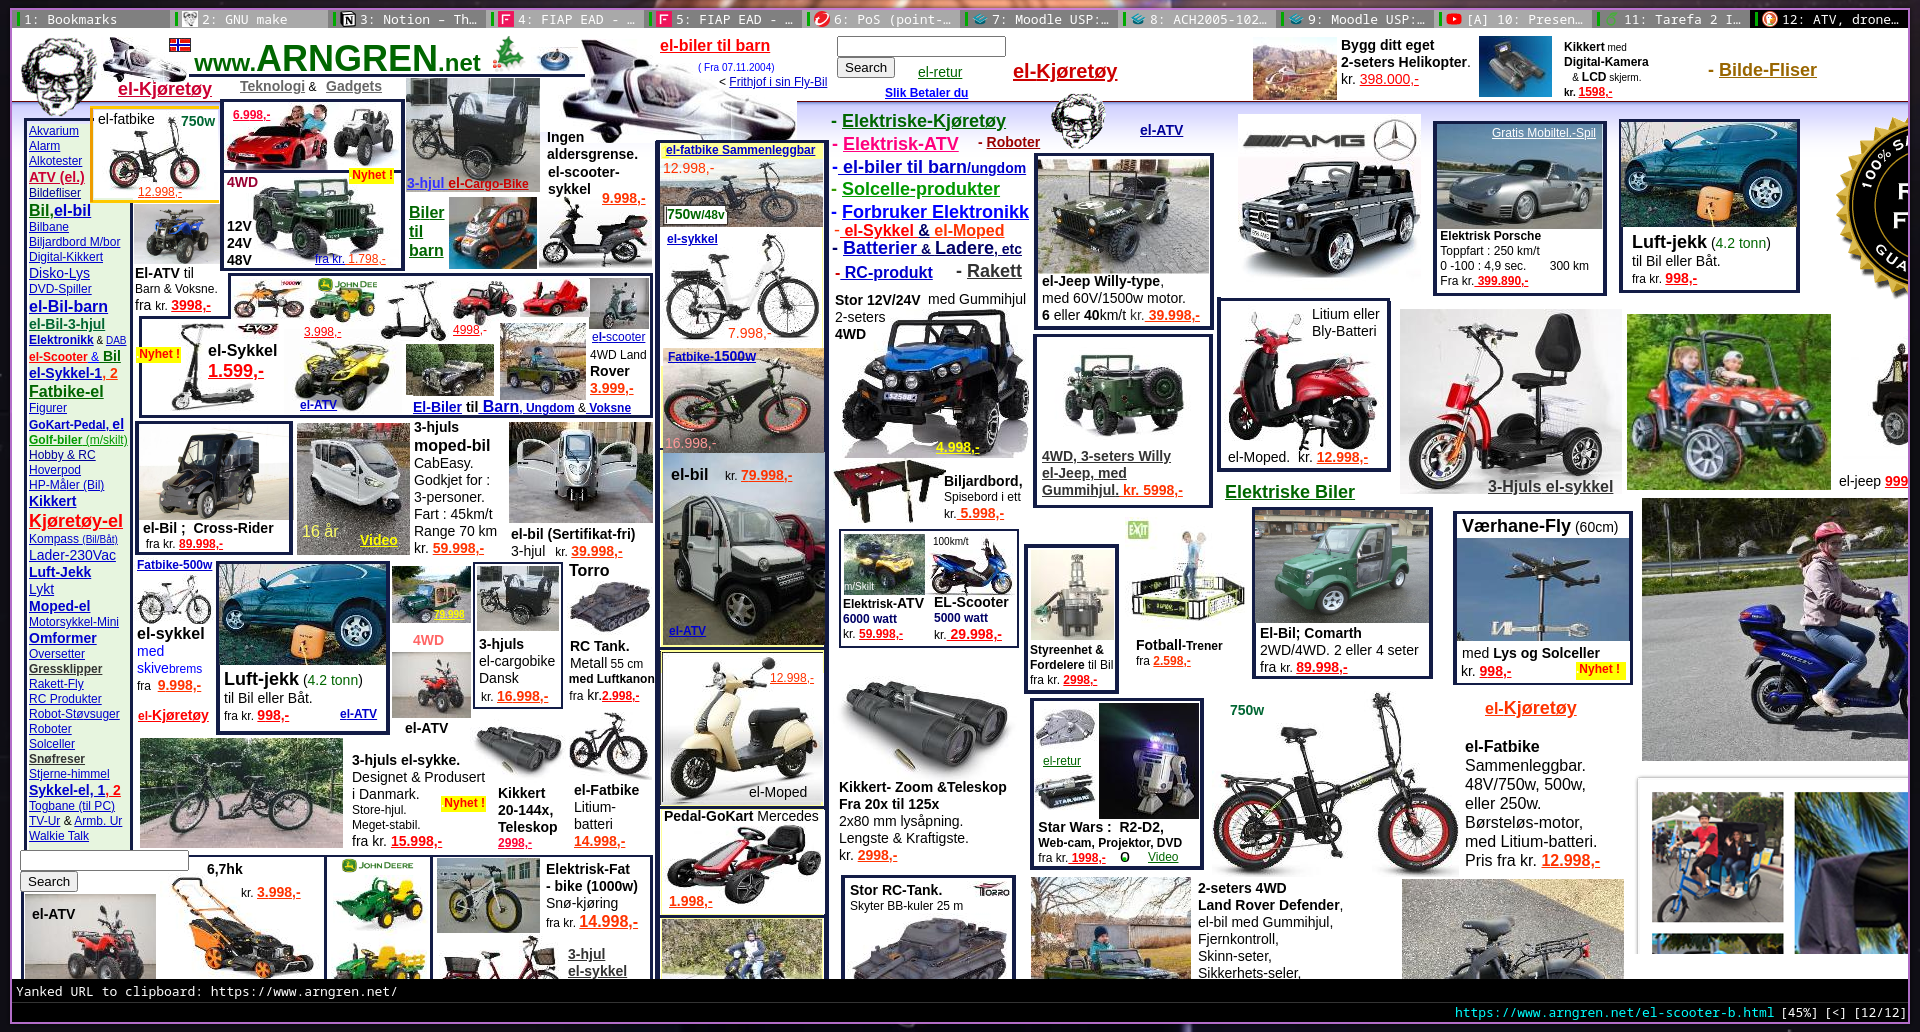 1: Bookmarks
2: GNU make
3: Notion – Th…
4: FIAP EAD - …
5: FIAP EAD - …
6: PoS (point-…
7: Moodle USP:…
8: ACH2005-102…
9: Moodle USP:…
[A] 10: Presen…
11: Tarefa 2 I…
12: ATV, drone…
www.ARNGREN.net
el-Kjøretøy
Teknologi & Gadgets
el-biler til barn
( Fra 07.11.2004)
< Frithjof i sin Fly-Bil
Search
el-retur
Slik Betaler du
el-Kjøretøy
Bygg ditt eget
2-seters Helikopter.
kr. 398.000,-
Kikkert med
Digital-Kamera
& LCD skjerm.
kr. 1598,-
- Bilde-Fliser
Akvarium
Alarm
Alkotester
ATV (el.)
Bildefliser
Bil,el-bil
Bilbane
Biljardbord M/bor
Digital-Kikkert
Disko-Lys
DVD-Spiller
el-Bil-barn
el-Bil-3-hjul
Elektronikk & DAB
el-Scooter & Bil
el-Sykkel-1, 2
Fatbike-el
Figurer
GoKart-Pedal, el
Golf-biler (m/skilt)
Hobby & RC
Hoverpod
HP-Måler (Bil)
Kikkert
Kjøretøy-el
Kompass (Bil/Båt)
Lader-230Vac
Luft-Jekk
Lykt
Moped-el
Motorsykkel-Mini
Omformer
Oversetter
Gressklipper
Rakett-Fly
RC Produkter
Robot-Støvsuger
Roboter
Solceller
Snøfreser
Stjerne-himmel
Sykkel-el, 1, 2
Togbane (til PC)
TV-Ur & Armb. Ur
Walkie Talk
Search
el-ATV
el-fatbike 750w
12.998,-
6.998,-
Nyhet !
4WD
12V
24V
48V
fra kr. 1.798,-
El-ATV til
Barn & Voksne.
fra kr. 3998,-
3-hjul el-Cargo-Bike
Biler
til
barn
Ingen
aldersgrense.
el-scooter-
sykkel
9.998,-
1000W
JOHN DEERE
3.998,-
4998,-
el-scooter
Nyhet !
el-Sykkel
1.599,-
EVO
el-ATV
4WD Land
Rover
3.999,-
El-Biler til Barn, Ungdom & Voksne
el-Bil ; Cross-Rider
fra kr. 89.998,-
16 år
Video
3-hjuls
moped-bil
CabEasy.
Godkjet for :
3-personer.
Fart : 45km/t
Range 70 km
kr. 59.998,-
el-bil (Sertifikat-fri)
3-hjul kr. 39.998,-
Fatbike-500w
el-sykkel
med
skivebrems
fra 9.998,-
el-Kjøretøy
Luft-jekk (4.2 tonn)
til Bil eller Båt.
fra kr. 998,-
el-ATV
79.998
4WD
el-ATV
3-hjuls
el-cargobike
Dansk
kr. 16.998,-
Torro
RC Tank.
Metall 55 cm
med Luftkanon
fra kr.2.998,-
3-hjuls el-sykke.
Designet & Produsert
i Danmark.
Store-hjul.
Meget-stabil.
fra kr. 15.998,-
Nyhet !
Kikkert
20-144x,
Teleskop
2998,-
el-Fatbike
Litium-
batteri
14.998,-
6,7hk
kr. 3.998,-
JOHN DEERE
Elektrisk-Fat
- bike (1000w)
Snø-kjøring
fra kr. 14.998,-
3-hjul
el-sykkel
el-fatbike Sammenleggbar
12.998,-
750w/48v
el-sykkel
7.998,-
Fatbike-1500w
16.998,-
el-bil kr. 79.998,-
el-ATV
12.998,-
el-Moped
Pedal-GoKart Mercedes
1.998,-
- Elektriske-Kjøretøy
- Elektrisk-ATV - Roboter
- el-biler til barn/ungdom
- Solcelle-produkter
- Forbruker Elektronikk
- el-Sykkel & el-Moped
- Batterier & Ladere, etc
- RC-produkt - Rakett
Stor 12V/24V med Gummihjul
2-seters
4WD
4.998,-
Biljardbord,
Spisebord i ett
kr. 5.998,-
m/Skilt
Elektrisk-ATV
6000 watt
kr. 59.998,-
100km/t
EL-Scooter
5000 watt
kr. 29.998,-
Kikkert- Zoom &Teleskop
Fra 20x til 125x
2x80 mm lysåpning.
Lengste & Kraftigste.
kr. 2998,-
Stor RC-Tank.
Skyter BB-kuler 25 m
TORRO
el-ATV
el-Jeep Willy-type,
med 60V/1500w motor.
6 eller 40km/t kr. 39.998,-
4WD, 3-seters Willy
el-Jeep, med
Gummihjul. kr. 5998,-
Styreenhet &
Fordelere til Bil
fra kr. 2998,-
EXIT
Fotball-Trener
fra 2.598,-
el-retur
STAR WARS
Star Wars : R2-D2,
Web-cam, Projektor, DVD
fra kr. 1998,- Video
2-seters 4WD
Land Rover Defender,
el-bil med Gummihjul,
Fjernkontroll,
Skinn-seter,
Sikkerhets-seler,
AMG
Litium eller
Bly-Batteri
el-Moped. kr. 12.998,-
Elektriske Biler
El-Bil; Comarth
2WD/4WD. 2 eller 4 seter
fra kr. 89.998,-
750w
el-Kjøretøy
el-Fatbike
Sammenleggbar.
48V/750w, 500w,
eller 250w.
Børsteløs-motor,
med Litium-batteri.
Pris fra kr. 12.998,-
Gratis Mobiltel,-Spil
Elektrisk Porsche
Toppfart : 250 km/t
0 -100 : 4,9 sec. 300 km
Fra kr. 399.890,-
3-Hjuls el-sykkel
Værhane-Fly (60cm)
med Lys og Solceller
kr. 998,-
Nyhet !
Luft-jekk (4.2 tonn)
til Bil eller Båt.
fra kr. 998,-
100% SA
GUA
el-jeep 999
Yanked URL to clipboard: https://www.arngren.net/
https://www.arngren.net/el-scooter-b.html [45%] [<] [12/12]